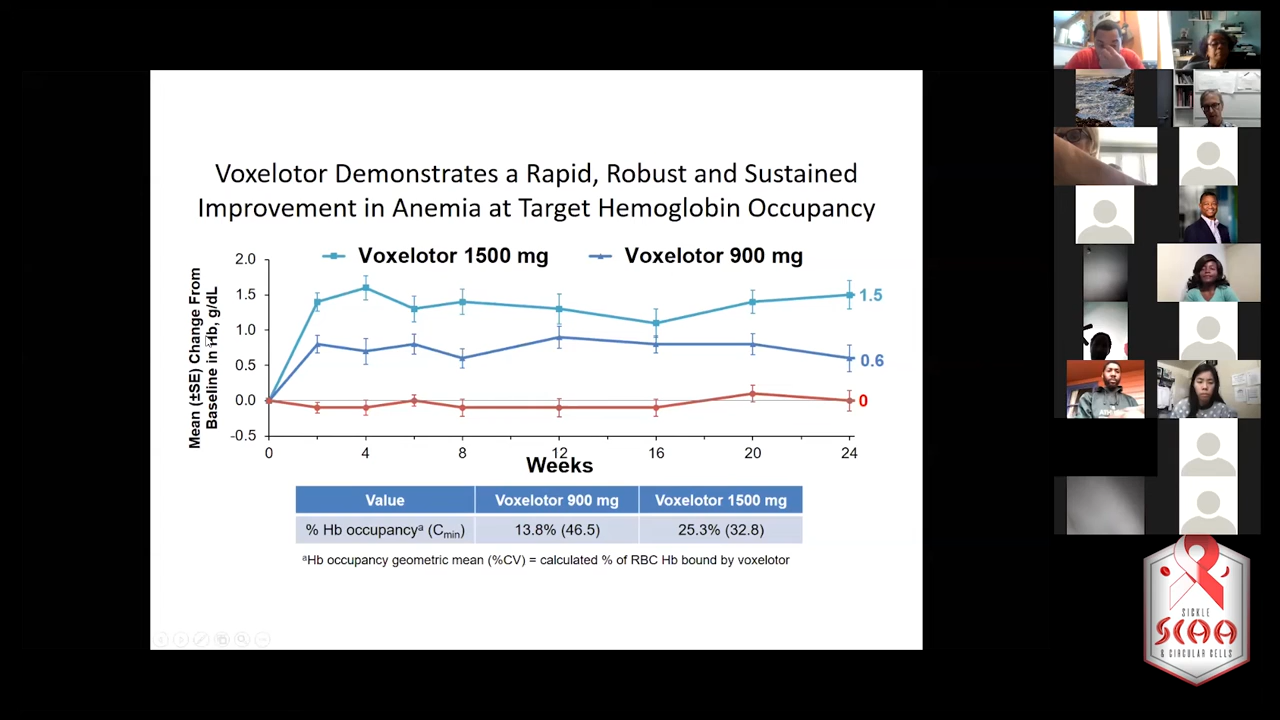 Voxelotor Demonstrates a Rapid, Robust and Sustained
Improvement in Anemia at Target Hemoglobin Occupancy
Voxelotor 1500 mg
Voxelotor 900 mg
Mean (±SE) Change From
Baseline in Hb, g/dL
2.0
1.5
1.0
0.5
0.0
-0.5
1.5
0.6
0
0 4 8 12 16 20 24
Weeks
Value Voxelotor 900 mg Voxelotor 1500 mg
% Hb occupancyᵃ (Cmin) 13.8% (46.5) 25.3% (32.8)
ᵃHb occupancy geometric mean (%CV) = calculated % of RBC Hb bound by voxelotor
SICKLE
SCAA
& CIRCULAR CELLS